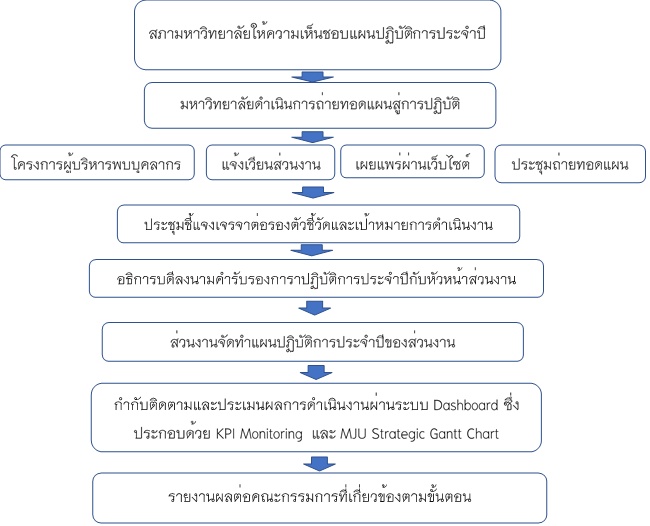 สภามหาวิทยาลัยให้ความเห็นชอบแผนปฏิบัติการประจำปี
มหาวิทยาลัยดำเนินการถ่ายทอดแผนสู่การปฏิบัติ
โครงการผู้บริหารพบบุคลากร
แจ้งเวียนส่วนงาน
เผยแพร่ผ่านเว็บไซต์
ประชุมถ่ายทอดแผน
ประชุมชี้แจงเจรจาต่อรองตัวชี้วัดและเป้าหมายการดำเนินงาน
อธิการบดีลงนามคำรับรองการาปฏิบัติการประจำปีกับหัวหน้าส่วนงาน
ส่วนงานจัดทำแผนปฏิบัติการประจำปีของส่วนงาน
กำกับติดตามและประเมนผลการดำเนินงานผ่านระบบ Dashboard ซึ่ง
ประกอบด้วย KPI Monitoring และ MJU Strategic Gantt Chart
รายงานผลต่อคณะกรรมการที่เกี่ยวข้องตามขั้นตอน